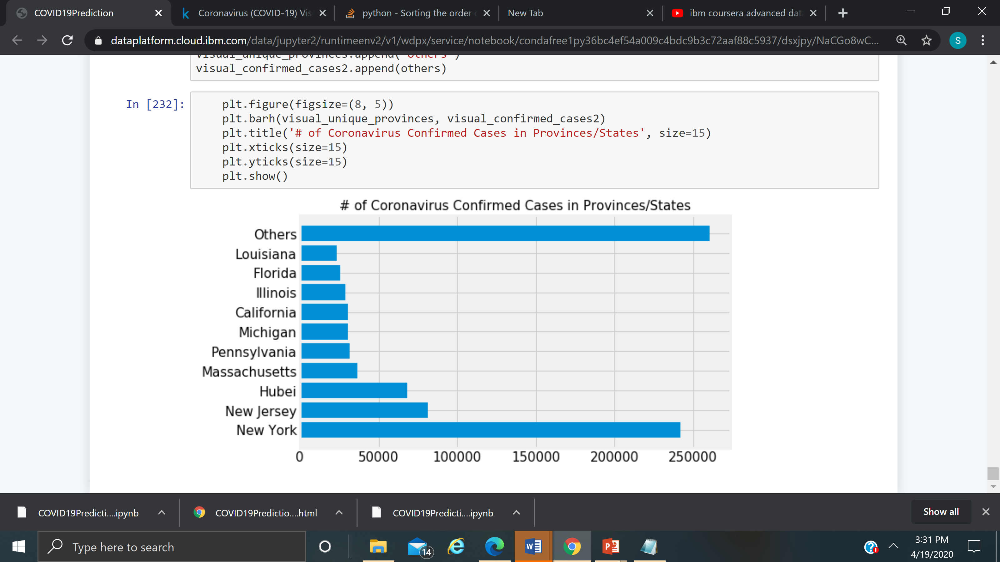 COVID19Prediction
Coronavirus (COVID-19) Vis
python - Sorting the order
New Tab
ibm coursera advanced dat
dataplatform.cloud.ibm.com/data/jupyter2/runtimeenv2/v1/wdpx/service/notebook/condafree1py36bc4ef54a009c4bdc9b3c72aaf88c5937/dsxjpy/NaCGo8wC...
S
visual_unique_provinces.append('Others')
visual_confirmed_cases2.append(others)
In [232]:
plt.figure(figsize=(8, 5))
plt.barh(visual_unique_provinces, visual_confirmed_cases2)
plt.title('# of Coronavirus Confirmed Cases in Provinces/States', size=15)
plt.xticks(size=15)
plt.yticks(size=15)
plt.show()
# of Coronavirus Confirmed Cases in Provinces/States
Others
Louisiana
Florida
Illinois
California
Michigan
Pennsylvania
Massachusetts
Hubei
New Jersey
New York
0 50000 100000 150000 200000 250000
COVID19Predicti....ipynb
COVID19Predictio....html
COVID19Predicti....ipynb
Show all
Type here to search
14
3:31 PM
4/19/2020